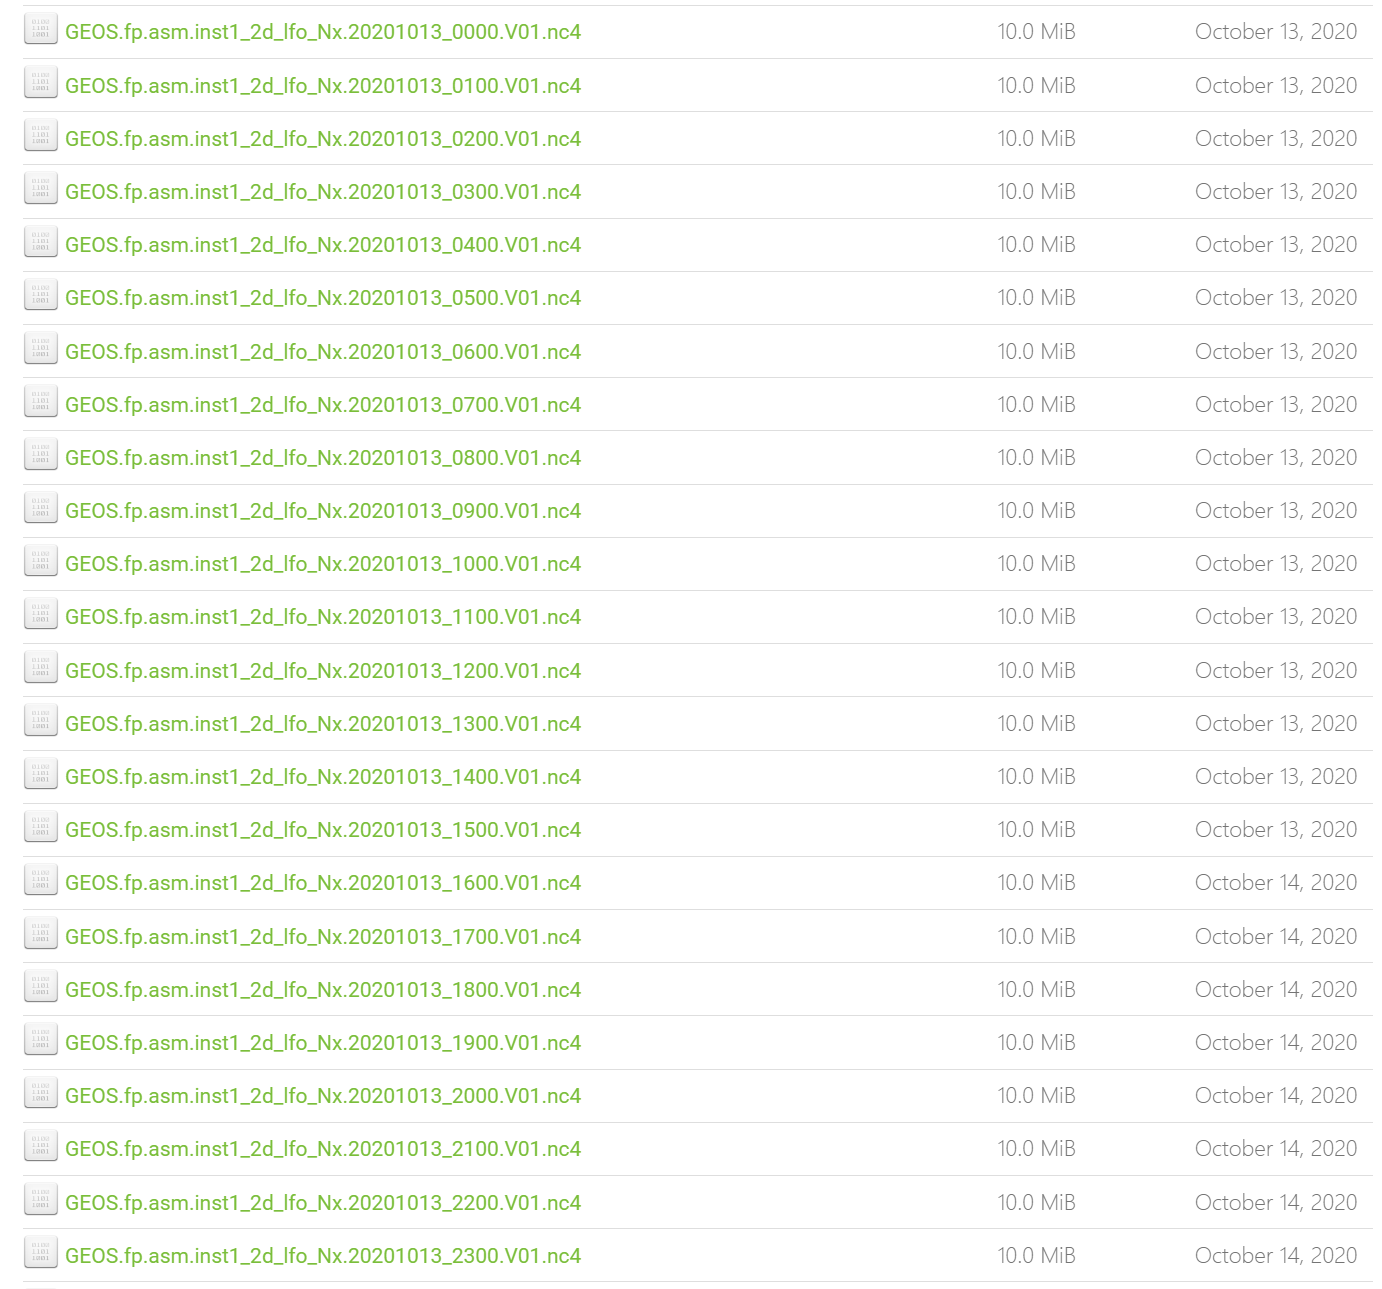 GEOS.fp.asm.inst1_2d_lfo_Nx.20201013_0000.V01.nc4 10.0 MiB October 13, 2020
GEOS.fp.asm.inst1_2d_lfo_Nx.20201013_0100.V01.nc4 10.0 MiB October 13, 2020
GEOS.fp.asm.inst1_2d_lfo_Nx.20201013_0200.V01.nc4 10.0 MiB October 13, 2020
GEOS.fp.asm.inst1_2d_lfo_Nx.20201013_0300.V01.nc4 10.0 MiB October 13, 2020
GEOS.fp.asm.inst1_2d_lfo_Nx.20201013_0400.V01.nc4 10.0 MiB October 13, 2020
GEOS.fp.asm.inst1_2d_lfo_Nx.20201013_0500.V01.nc4 10.0 MiB October 13, 2020
GEOS.fp.asm.inst1_2d_lfo_Nx.20201013_0600.V01.nc4 10.0 MiB October 13, 2020
GEOS.fp.asm.inst1_2d_lfo_Nx.20201013_0700.V01.nc4 10.0 MiB October 13, 2020
GEOS.fp.asm.inst1_2d_lfo_Nx.20201013_0800.V01.nc4 10.0 MiB October 13, 2020
GEOS.fp.asm.inst1_2d_lfo_Nx.20201013_0900.V01.nc4 10.0 MiB October 13, 2020
GEOS.fp.asm.inst1_2d_lfo_Nx.20201013_1000.V01.nc4 10.0 MiB October 13, 2020
GEOS.fp.asm.inst1_2d_lfo_Nx.20201013_1100.V01.nc4 10.0 MiB October 13, 2020
GEOS.fp.asm.inst1_2d_lfo_Nx.20201013_1200.V01.nc4 10.0 MiB October 13, 2020
GEOS.fp.asm.inst1_2d_lfo_Nx.20201013_1300.V01.nc4 10.0 MiB October 13, 2020
GEOS.fp.asm.inst1_2d_lfo_Nx.20201013_1400.V01.nc4 10.0 MiB October 13, 2020
GEOS.fp.asm.inst1_2d_lfo_Nx.20201013_1500.V01.nc4 10.0 MiB October 13, 2020
GEOS.fp.asm.inst1_2d_lfo_Nx.20201013_1600.V01.nc4 10.0 MiB October 14, 2020
GEOS.fp.asm.inst1_2d_lfo_Nx.20201013_1700.V01.nc4 10.0 MiB October 14, 2020
GEOS.fp.asm.inst1_2d_lfo_Nx.20201013_1800.V01.nc4 10.0 MiB October 14, 2020
GEOS.fp.asm.inst1_2d_lfo_Nx.20201013_1900.V01.nc4 10.0 MiB October 14, 2020
GEOS.fp.asm.inst1_2d_lfo_Nx.20201013_2000.V01.nc4 10.0 MiB October 14, 2020
GEOS.fp.asm.inst1_2d_lfo_Nx.20201013_2100.V01.nc4 10.0 MiB October 14, 2020
GEOS.fp.asm.inst1_2d_lfo_Nx.20201013_2200.V01.nc4 10.0 MiB October 14, 2020
GEOS.fp.asm.inst1_2d_lfo_Nx.20201013_2300.V01.nc4 10.0 MiB October 14, 2020